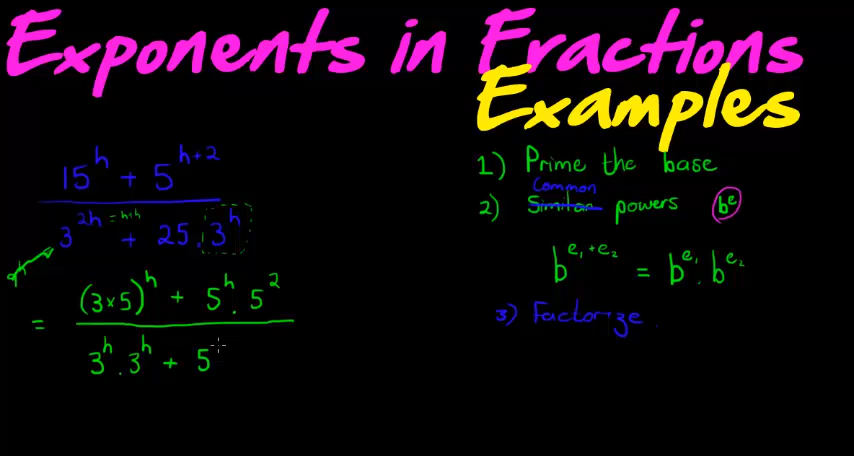 Exponents in Fractions
Examples
15^h + 5^(h+2)
3^(2h) =h+h + 25.3^h
9^h
= (3×5)^h + 5^h . 5^2
3^h . 3^h + 5
1) Prime the base
Common
2) Similar powers b^e
b^(e₁+e₂) = b^(e₁) . b^(e₂)
3) Factorize.